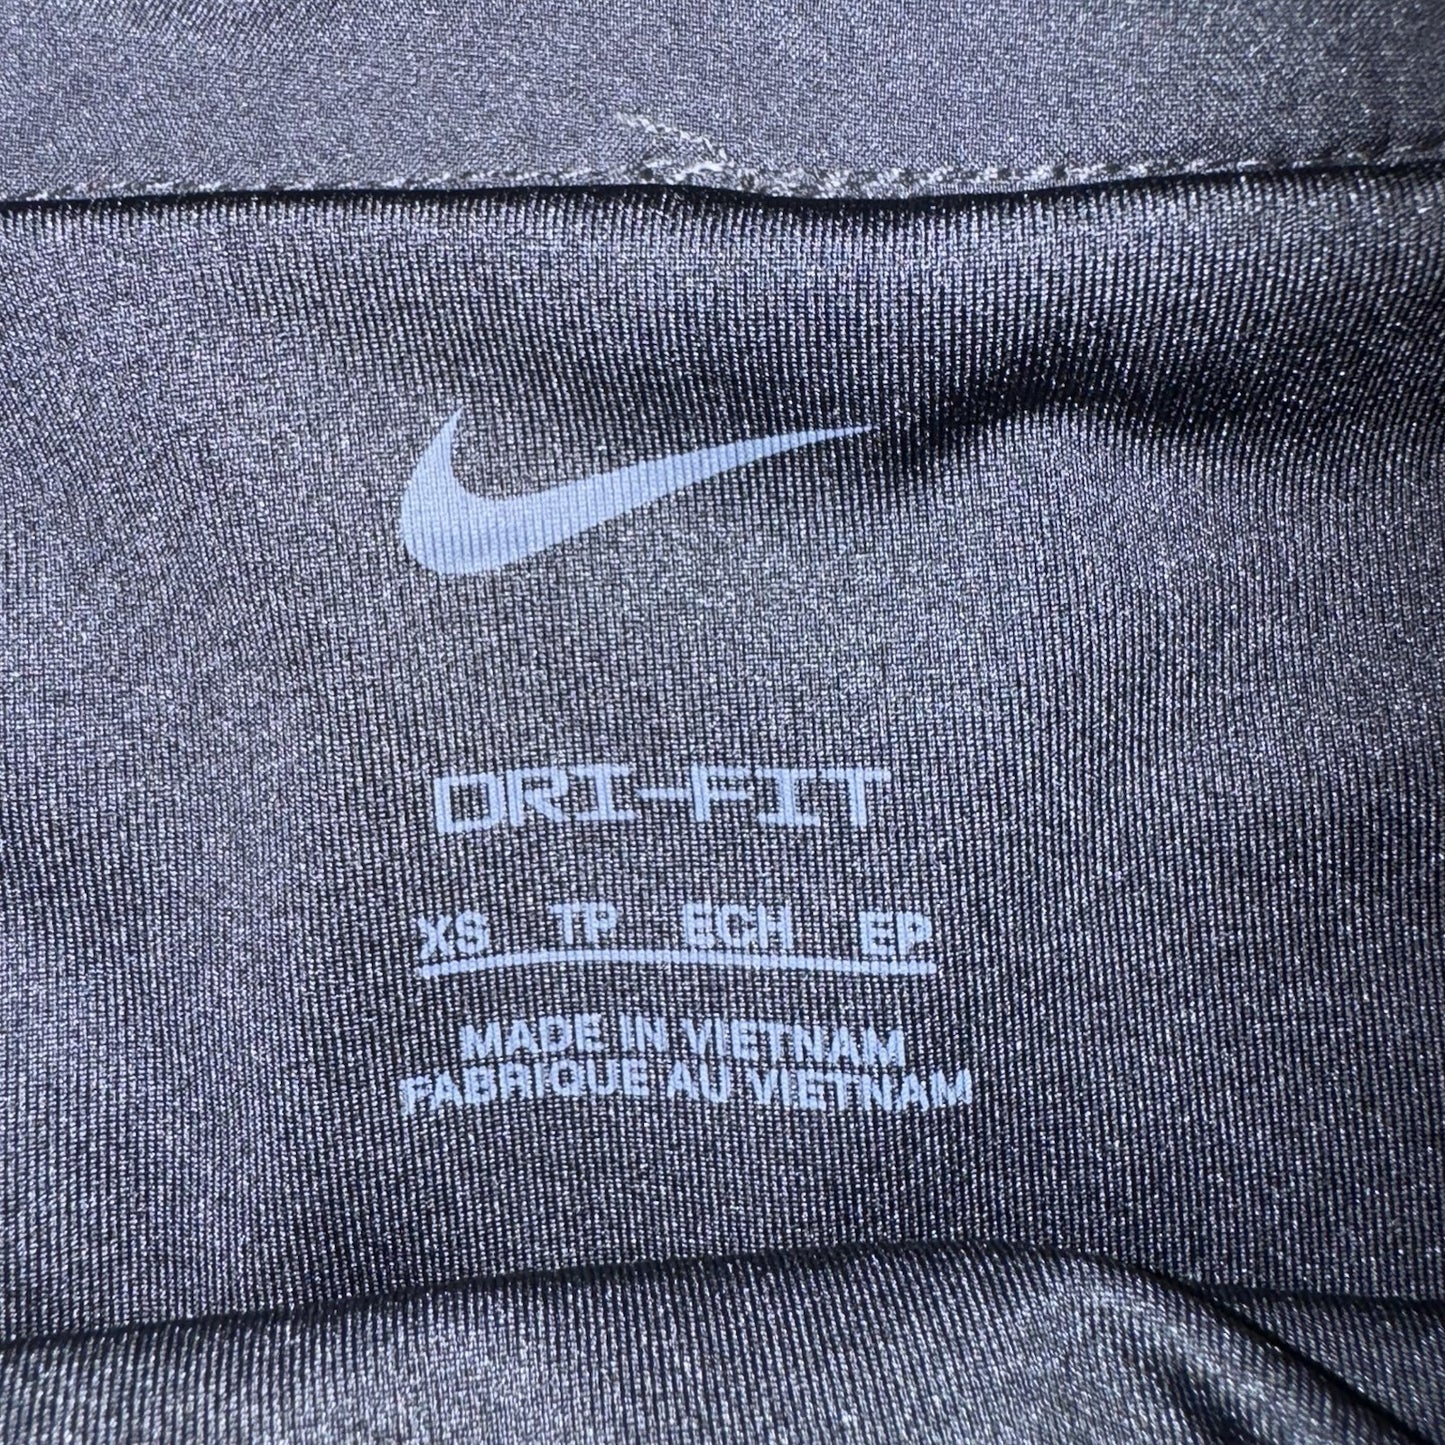 DRI-FIT
XS TP ECH EP
MADE IN VIETNAM
FABRIQUE AU VIETNAM